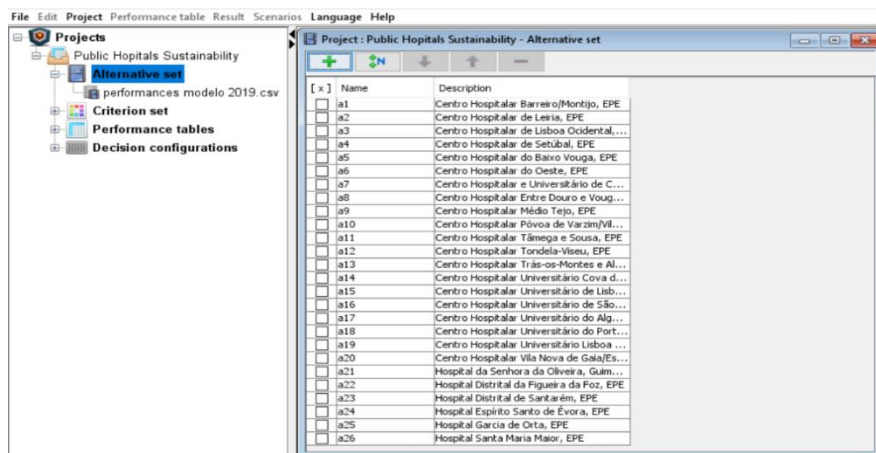 File Edit Project Performance table Result Scenarios Language Help
Projects
Public Hopitals Sustainability
Alternative set
performances modelo 2019.csv
Criterion set
Performance tables
Decision configurations
Project : Public Hopitals Sustainability - Alternative set
N
[ x ] Name Description
a1 Centro Hospitalar Barreiro/Montijo, EPE
a2 Centro Hospitalar de Leiria, EPE
a3 Centro Hospitalar de Lisboa Ocidental,...
a4 Centro Hospitalar de Setúbal, EPE
a5 Centro Hospitalar do Baixo Vouga, EPE
a6 Centro Hospitalar do Oeste, EPE
a7 Centro Hospitalar e Universitário de C...
a8 Centro Hospitalar Entre Douro e Voug...
a9 Centro Hospitalar Médio Tejo, EPE
a10 Centro Hospitalar Póvoa de Varzim/Vil...
a11 Centro Hospitalar Tâmega e Sousa, EPE
a12 Centro Hospitalar Tondela-Viseu, EPE
a13 Centro Hospitalar Trás-os-Montes e Al...
a14 Centro Hospitalar Universitário Cova d...
a15 Centro Hospitalar Universitário de Lisb...
a16 Centro Hospitalar Universitário de São...
a17 Centro Hospitalar Universitário do Alg...
a18 Centro Hospitalar Universitário do Port...
a19 Centro Hospitalar Universitário Lisboa ...
a20 Centro Hospitalar Vila Nova de Gaia/Es...
a21 Hospital da Senhora da Oliveira, Guim...
a22 Hospital Distrital da Figueira da Foz, EPE
a23 Hospital Distrital de Santarém, EPE
a24 Hospital Espírito Santo de Évora, EPE
a25 Hospital Garcia de Orta, EPE
a26 Hospital Santa Maria Maior, EPE